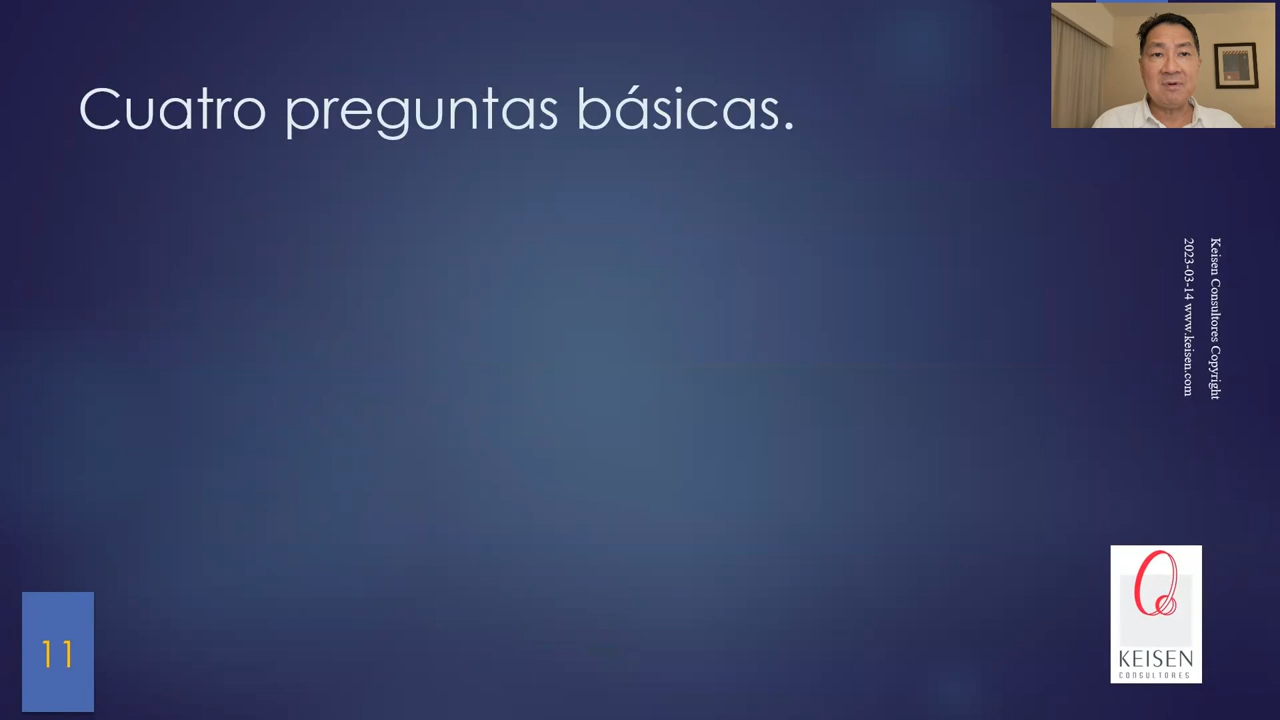 Cuatro preguntas básicas.
Keisen Consultores Copyright
2023-03-14 www.keisen.com
KEISEN
CONSULTORES
11